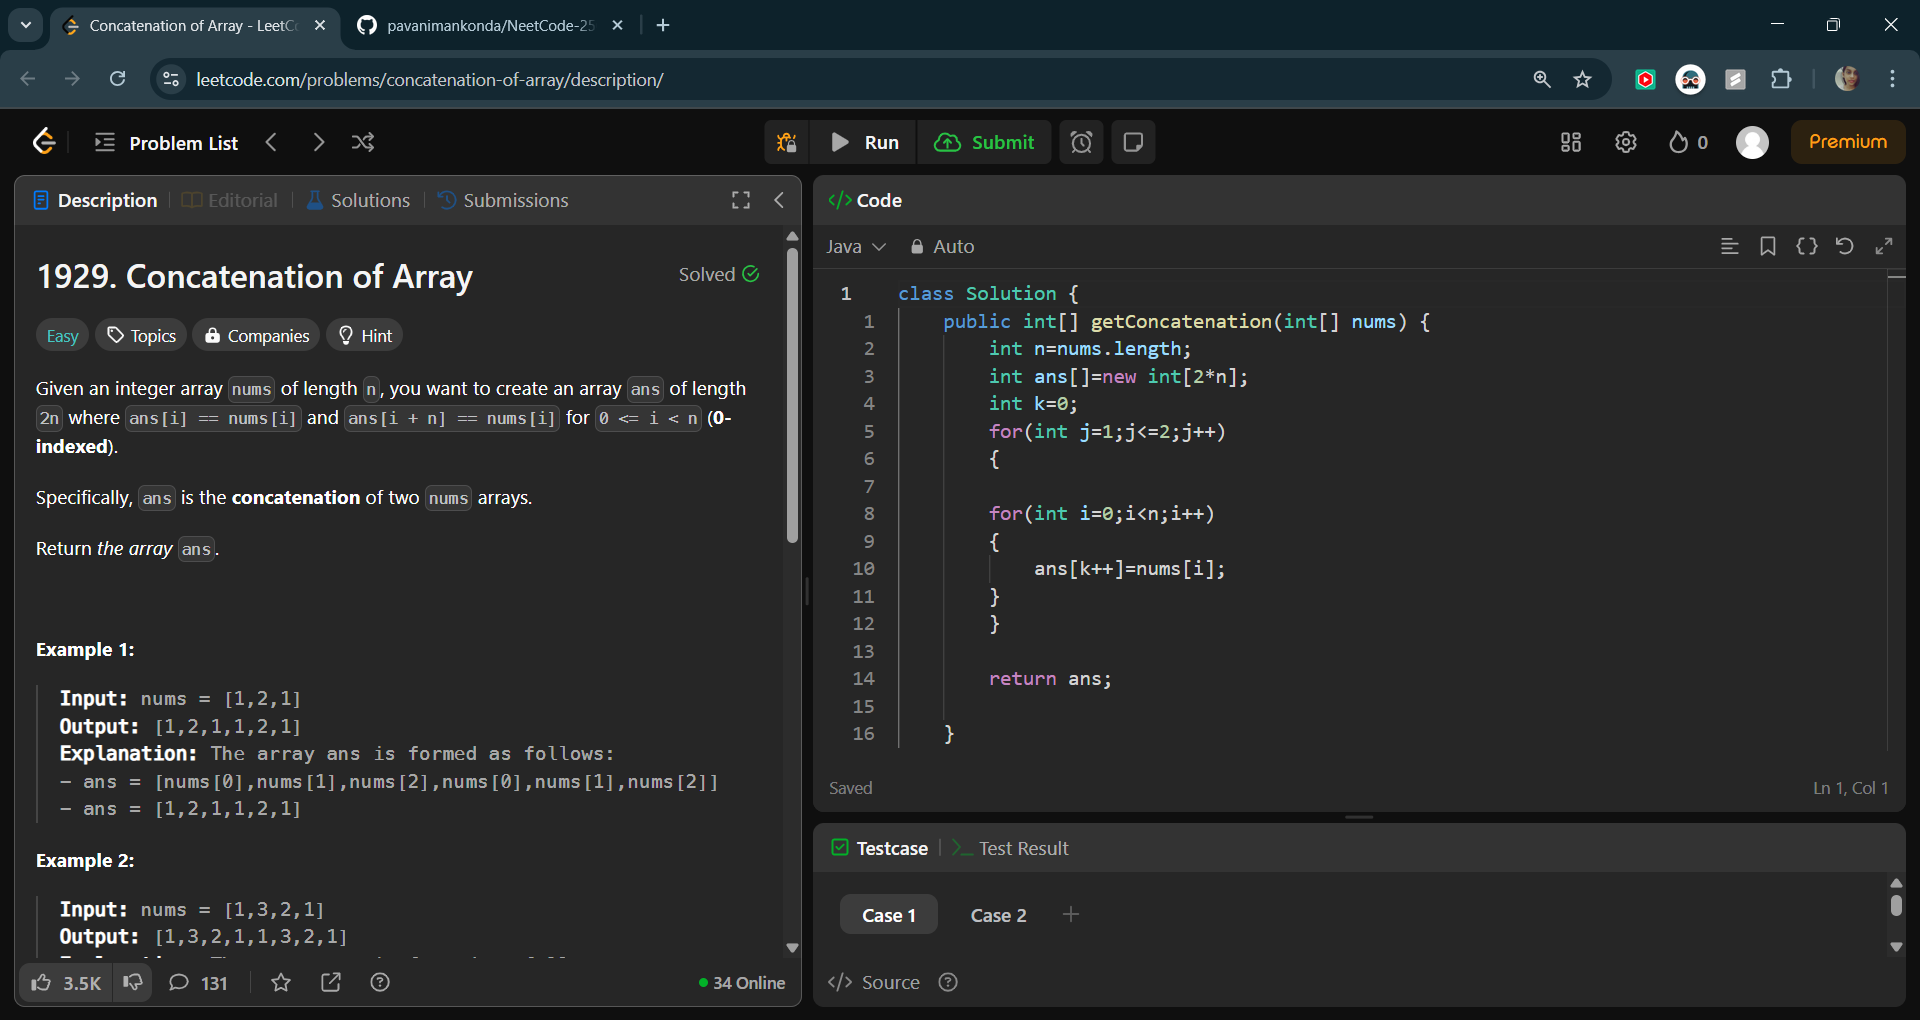 Concatenation of Array - LeetC
pavanimankonda/NeetCode-25
leetcode.com/problems/concatenation-of-array/description/
Problem List
Run
Submit
0
Premium
Description
Editorial
Solutions
Submissions
1929. Concatenation of Array
Solved
Easy
Topics
Companies
Hint
Given an integer array nums of length n, you want to create an array ans of length
2n where ans[i] == nums[i] and ans[i + n] == nums[i] for 0 <= i < n (0-
indexed).
Specifically, ans is the concatenation of two nums arrays.
Return the array ans.
Example 1:
Input: nums = [1,2,1]
Output: [1,2,1,1,2,1]
Explanation: The array ans is formed as follows:
- ans = [nums[0],nums[1],nums[2],nums[0],nums[1],nums[2]]
- ans = [1,2,1,1,2,1]
Example 2:
Input: nums = [1,3,2,1]
Output: [1,3,2,1,1,3,2,1]
3.5K
131
34 Online
</> Code
Java
Auto
1 class Solution {
1 public int[] getConcatenation(int[] nums) {
2 int n=nums.length;
3 int ans[]=new int[2*n];
4 int k=0;
5 for(int j=1;j<=2;j++)
6 {
7
8 for(int i=0;i<n;i++)
9 {
10 ans[k++]=nums[i];
11 }
12 }
13
14 return ans;
15
16 }
Saved
Ln 1, Col 1
Testcase
Test Result
Case 1
Case 2
</> Source